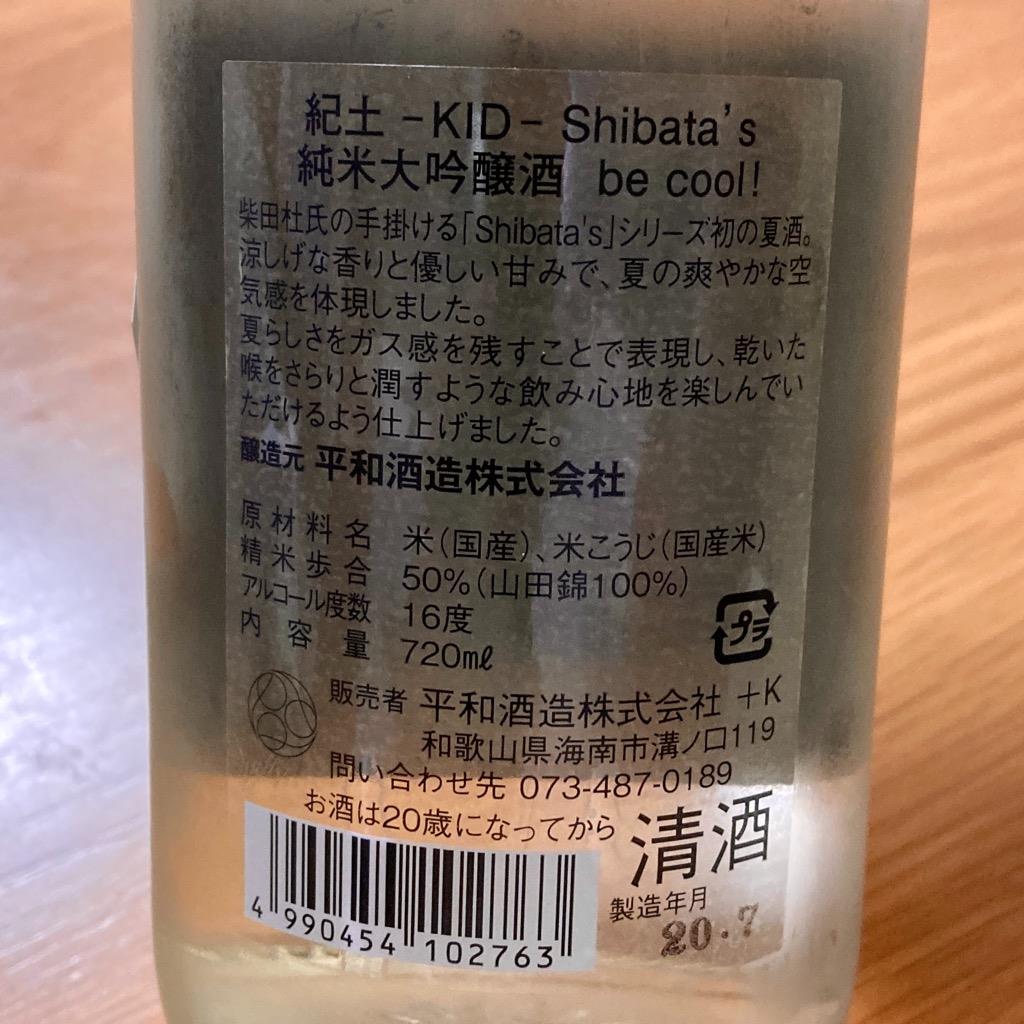 紀土 -KID- Shibata's
純米大吟醸酒 be cool!
柴田杜氏の手掛ける「Shibata's」シリーズ初の夏酒。
涼しげな香りと優しい甘みで、夏の爽やかな空
気感を体現しました。
夏らしさをガス感を残すことで表現し、乾いた
喉をさらりと潤すような飲み心地を楽しんでい
ただけるよう仕上げました。
醸造元 平和酒造株式会社
原材料名 米(国産)、米こうじ(国産米)
精米歩合 50%(山田錦100%)
アルコール度数 16度
内容量 720mℓ
プラ
販売者 平和酒造株式会社 +K
和歌山県海南市溝ノ口119
問い合わせ先 073-487-0189
お酒は20歳になってから
清酒
製造年月
20.7
4 990454 102763